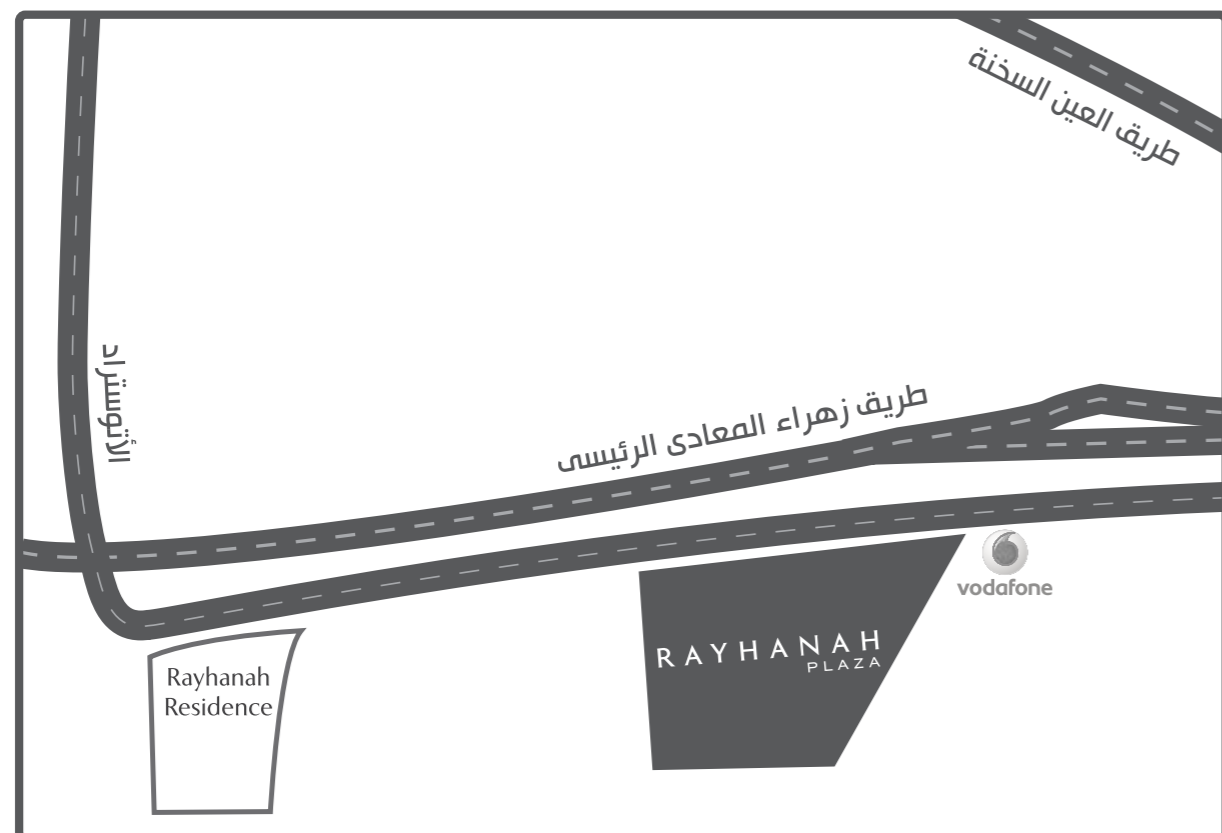 طريق العين السخنة
الأتوستراد
طريق زهراء المعادى الرئيسى
vodafone
RAYHANAH
PLAZA
Rayhanah
Residence